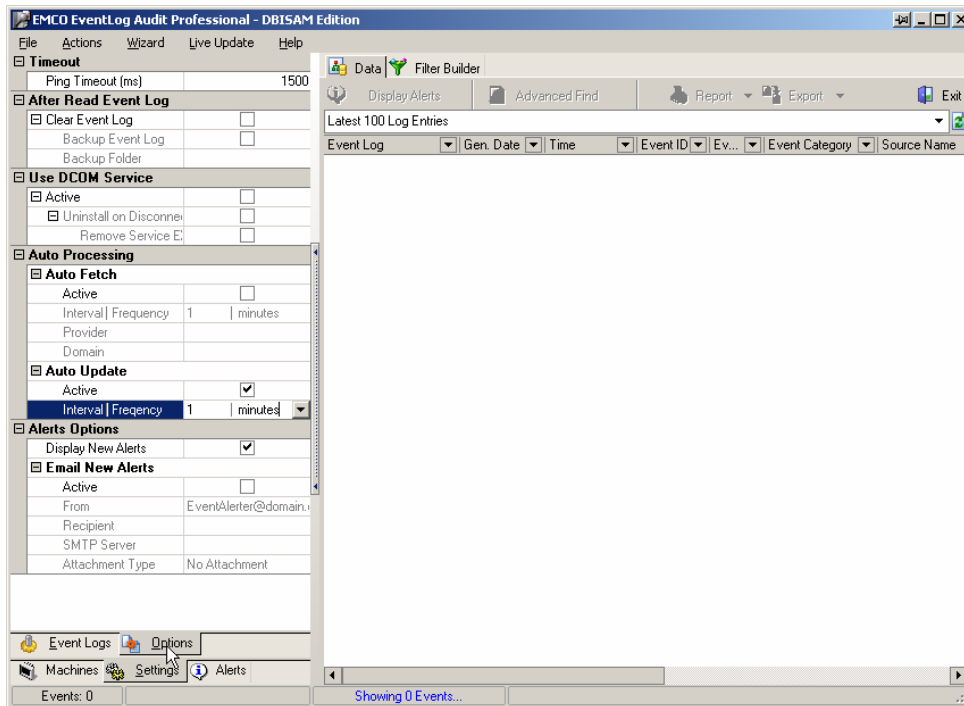 EMCO EventLog Audit Professional - DBISAM Edition
File Actions Wizard Live Update Help
Timeout
Ping Timeout (ms) 1500
After Read Event Log
Clear Event Log
Backup Event Log
Backup Folder
Use DCOM Service
Active
Uninstall on Disconne
Remove Service E
Auto Processing
Auto Fetch
Active
Interval | Frequency 1 | minutes
Provider
Domain
Auto Update
Active
Interval | Freqency 1 | minutes
Alerts Options
Display New Alerts
Email New Alerts
Active
From EventAlerter@domain.
Recipient
SMTP Server
Attachment Type No Attachment
Event Logs Options
Machines Settings Alerts
Events: 0
Data Filter Builder
Display Alerts Advanced Find Report Export Exit
Latest 100 Log Entries
Event Log Gen. Date Time Event ID Ev... Event Category Source Name
Showing 0 Events...